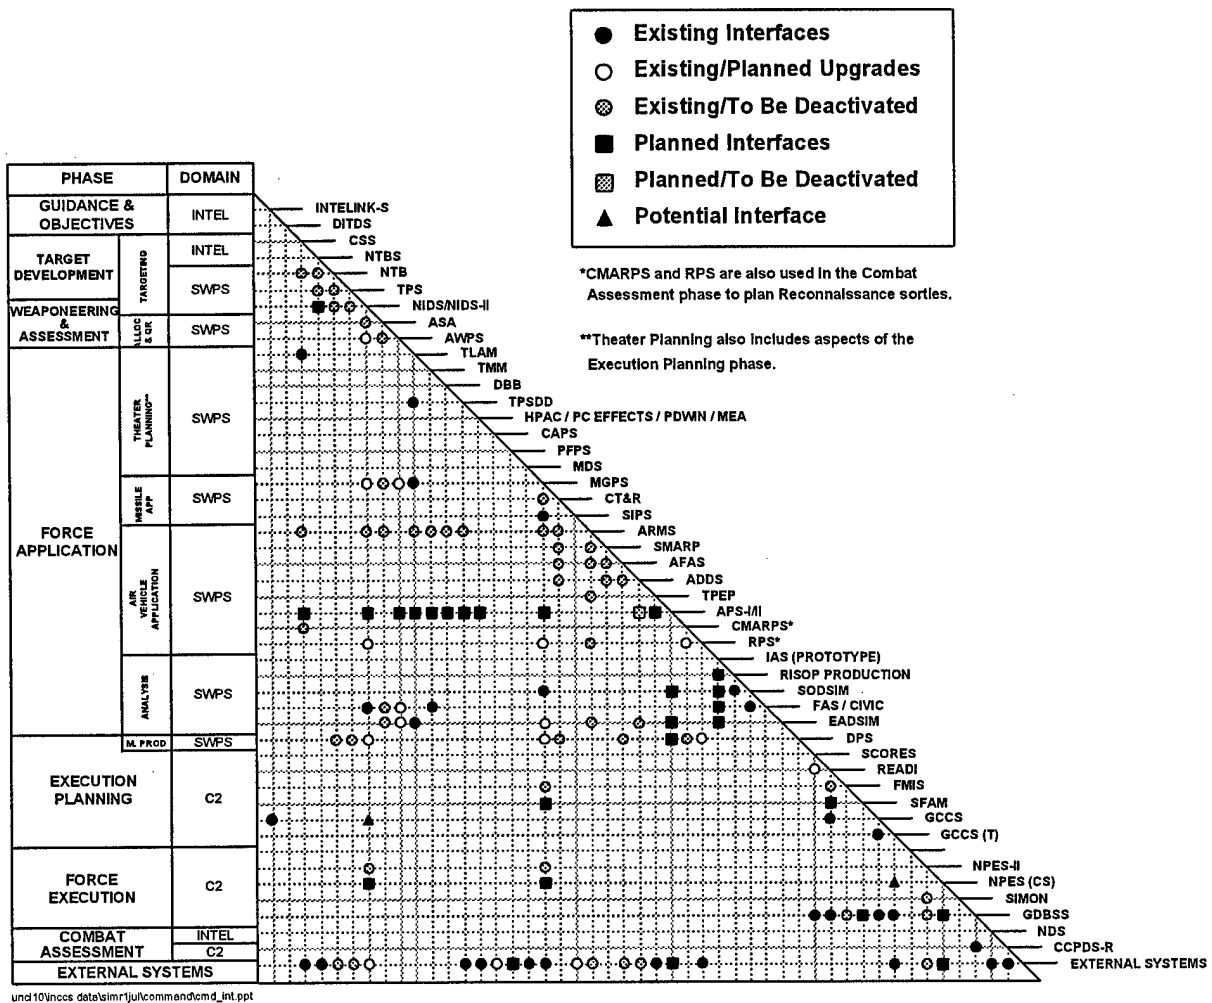 Existing Interfaces
Existing/Planned Upgrades
Existing/To Be Deactivated
Planned Interfaces
Planned/To Be Deactivated
Potential Interface
*CMARPS and RPS are also used in the Combat
Assessment phase to plan Reconnaissance sorties.
**Theater Planning also includes aspects of the
Execution Planning phase.
PHASE
DOMAIN
GUIDANCE &
OBJECTIVES
INTEL
TARGET
DEVELOPMENT
TARGETING
INTEL
SWPS
WEAPONEERING
&
ASSESSMENT
ALLOC
& QR
SWPS
FORCE
APPLICATION
THEATER
PLANNING**
SWPS
MISSILE
APP
SWPS
AIR
VEHICLE
APPLICATION
SWPS
ANALYSIS
SWPS
M. PROD
SWPS
EXECUTION
PLANNING
C2
FORCE
EXECUTION
C2
COMBAT
ASSESSMENT
INTEL
C2
EXTERNAL SYSTEMS
INTELINK-S
DITDS
CSS
NTBS
NTB
TPS
NIDS/NIDS-II
ASA
AWPS
TLAM
TMM
DBB
TPSDD
HPAC / PC EFFECTS / PDWIN / MEA
CAPS
PFPS
MDS
MGPS
CT&R
SIPS
ARMS
SMARP
AFAS
ADDS
TPEP
APS-I/II
CMARPS*
RPS*
IAS (PROTOTYPE)
RISOP PRODUCTION
SODSIM
FAS / CIVIC
EADSIM
DPS
SCORES
READI
FMIS
SFAM
GCCS
GCCS (T)
NPES-II
NPES (CS)
SIMON
GDBSS
NDS
CCPDS-R
EXTERNAL SYSTEMS
uncl10\inccs data\simr1jul\command\cmd_int.ppt